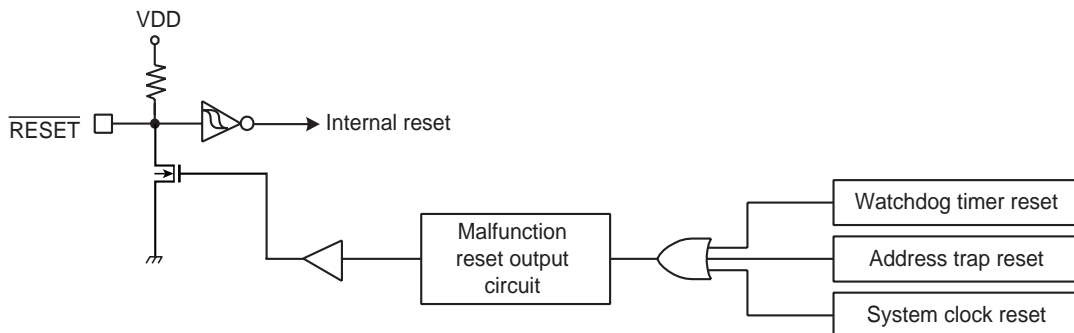 VDD
RESET
Internal reset
Watchdog timer reset
Malfunction
reset output
circuit
Address trap reset
System clock reset